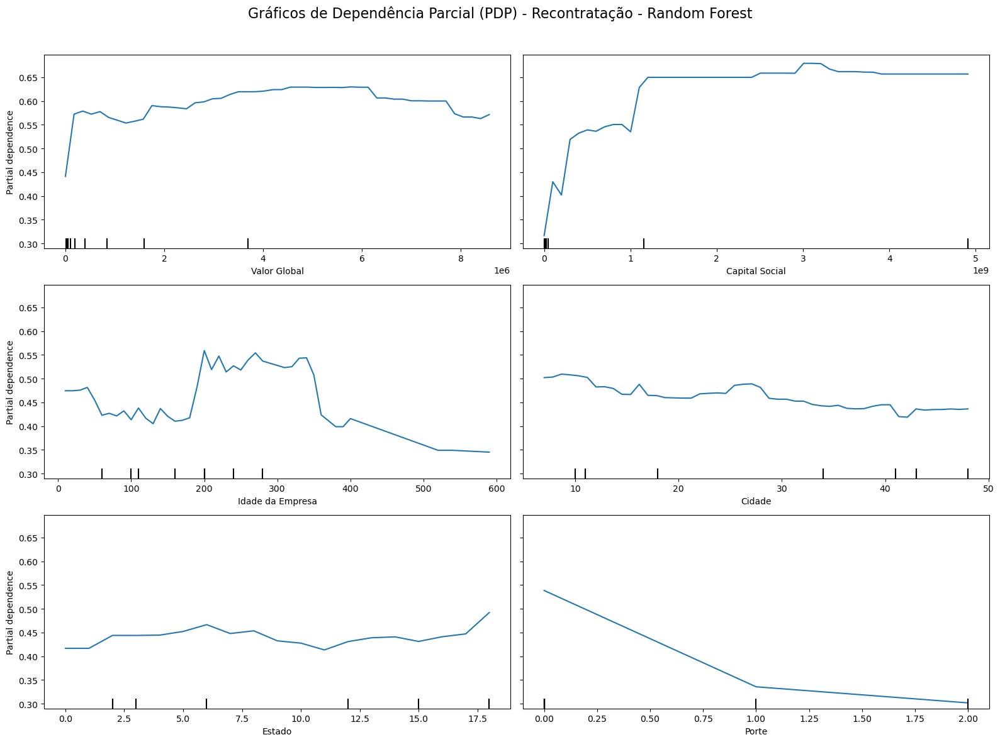 Gráficos de Dependência Parcial (PDP) - Recontratação - Random Forest
Partial dependence
0.65
0.60
0.55
0.50
0.45
0.40
0.35
0.30
0 2 4 6 8
1e6
Valor Global
0 1 2 3 4 5
1e9
Capital Social
Partial dependence
0.65
0.60
0.55
0.50
0.45
0.40
0.35
0.30
0 100 200 300 400 500 600
Idade da Empresa
10 20 30 40 50
Cidade
Partial dependence
0.65
0.60
0.55
0.50
0.45
0.40
0.35
0.30
0.0 2.5 5.0 7.5 10.0 12.5 15.0 17.5
Estado
0.00 0.25 0.50 0.75 1.00 1.25 1.50 1.75 2.00
Porte